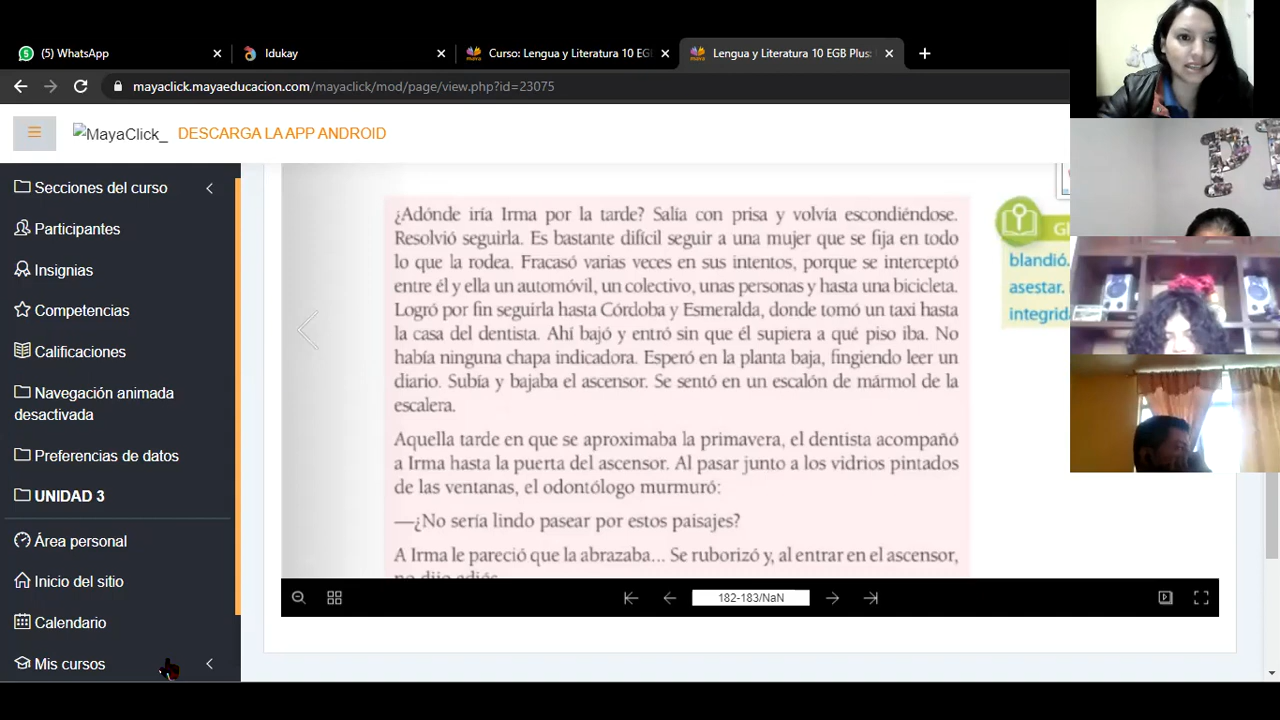 (5) WhatsApp
Idukay
Curso: Lengua y Literatura 10 EG
Lengua y Literatura 10 EGB Plus:
mayaclick.mayaeducacion.com/mayaclick/mod/page/view.php?id=23075
MayaClick_
DESCARGA LA APP ANDROID
Secciones del curso
Participantes
Insignias
Competencias
Calificaciones
Navegación animada
desactivada
Preferencias de datos
UNIDAD 3
Área personal
Inicio del sitio
Calendario
Mis cursos
¿Adónde iría Irma por la tarde? Salía con prisa y volvía escondiéndose.
Resolvió seguirla. Es bastante difícil seguir a una mujer que se fija en todo
lo que la rodea. Fracasó varias veces en sus intentos, porque se interceptó
entre él y ella un automóvil, un colectivo, unas personas y hasta una bicicleta.
Logró por fin seguirla hasta Córdoba y Esmeralda, donde tomó un taxi hasta
la casa del dentista. Ahí bajó y entró sin que él supiera a qué piso iba. No
había ninguna chapa indicadora. Esperó en la planta baja, fingiendo leer un
diario. Subía y bajaba el ascensor. Se sentó en un escalón de mármol de la
escalera.
Aquella tarde en que se aproximaba la primavera, el dentista acompañó
a Irma hasta la puerta del ascensor. Al pasar junto a los vidrios pintados
de las ventanas, el odontólogo murmuró:
—¿No sería lindo pasear por estos paisajes?
A Irma le pareció que la abrazaba... Se ruborizó y, al entrar en el ascensor,
no dijo adiós
Gl
blandió.
asestar.
integrid
182-183/NaN
PI